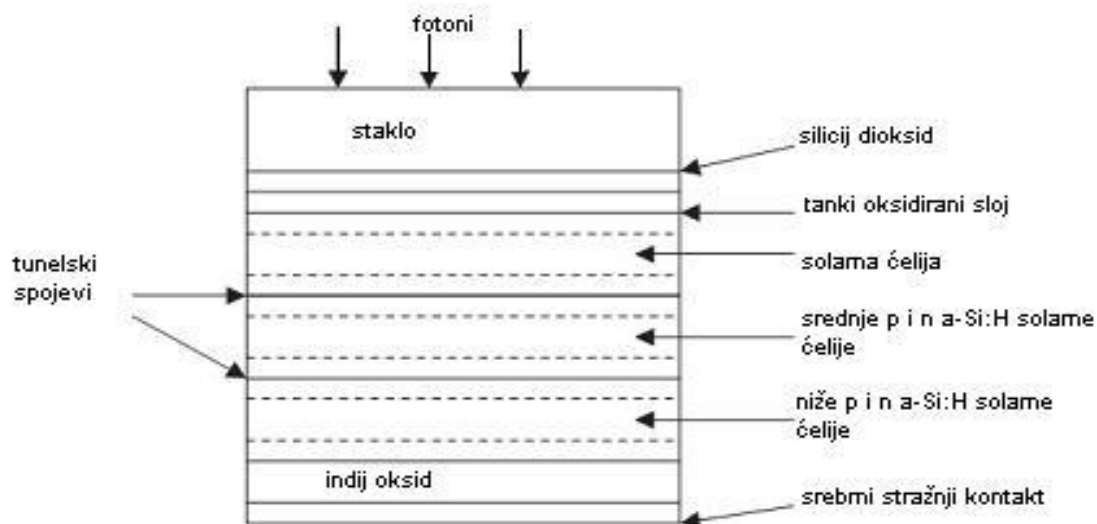 fotoni
staklo
silicij dioksid
tanki oksidirani sloj
solarna ćelija
tunelski
spojevi
srednje p i n a-Si:H solarne
ćelije
niže p i n a-Si:H solarne
ćelije
indij oksid
srebrni stražnji kontakt